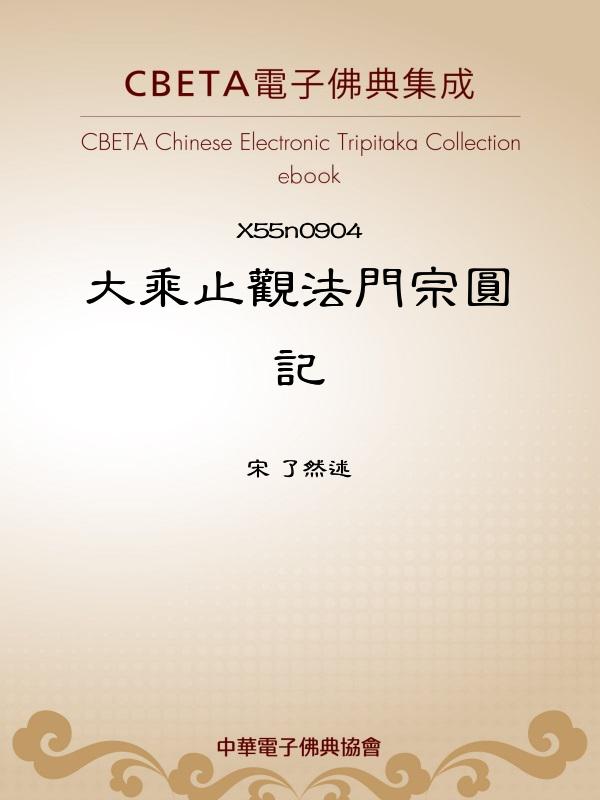 CBETA電子佛典集成
CBETA Chinese Electronic Tripitaka Collection
ebook
X55n0904
大乘止觀法門宗圓
記
宋 了然述
中華電子佛典協會